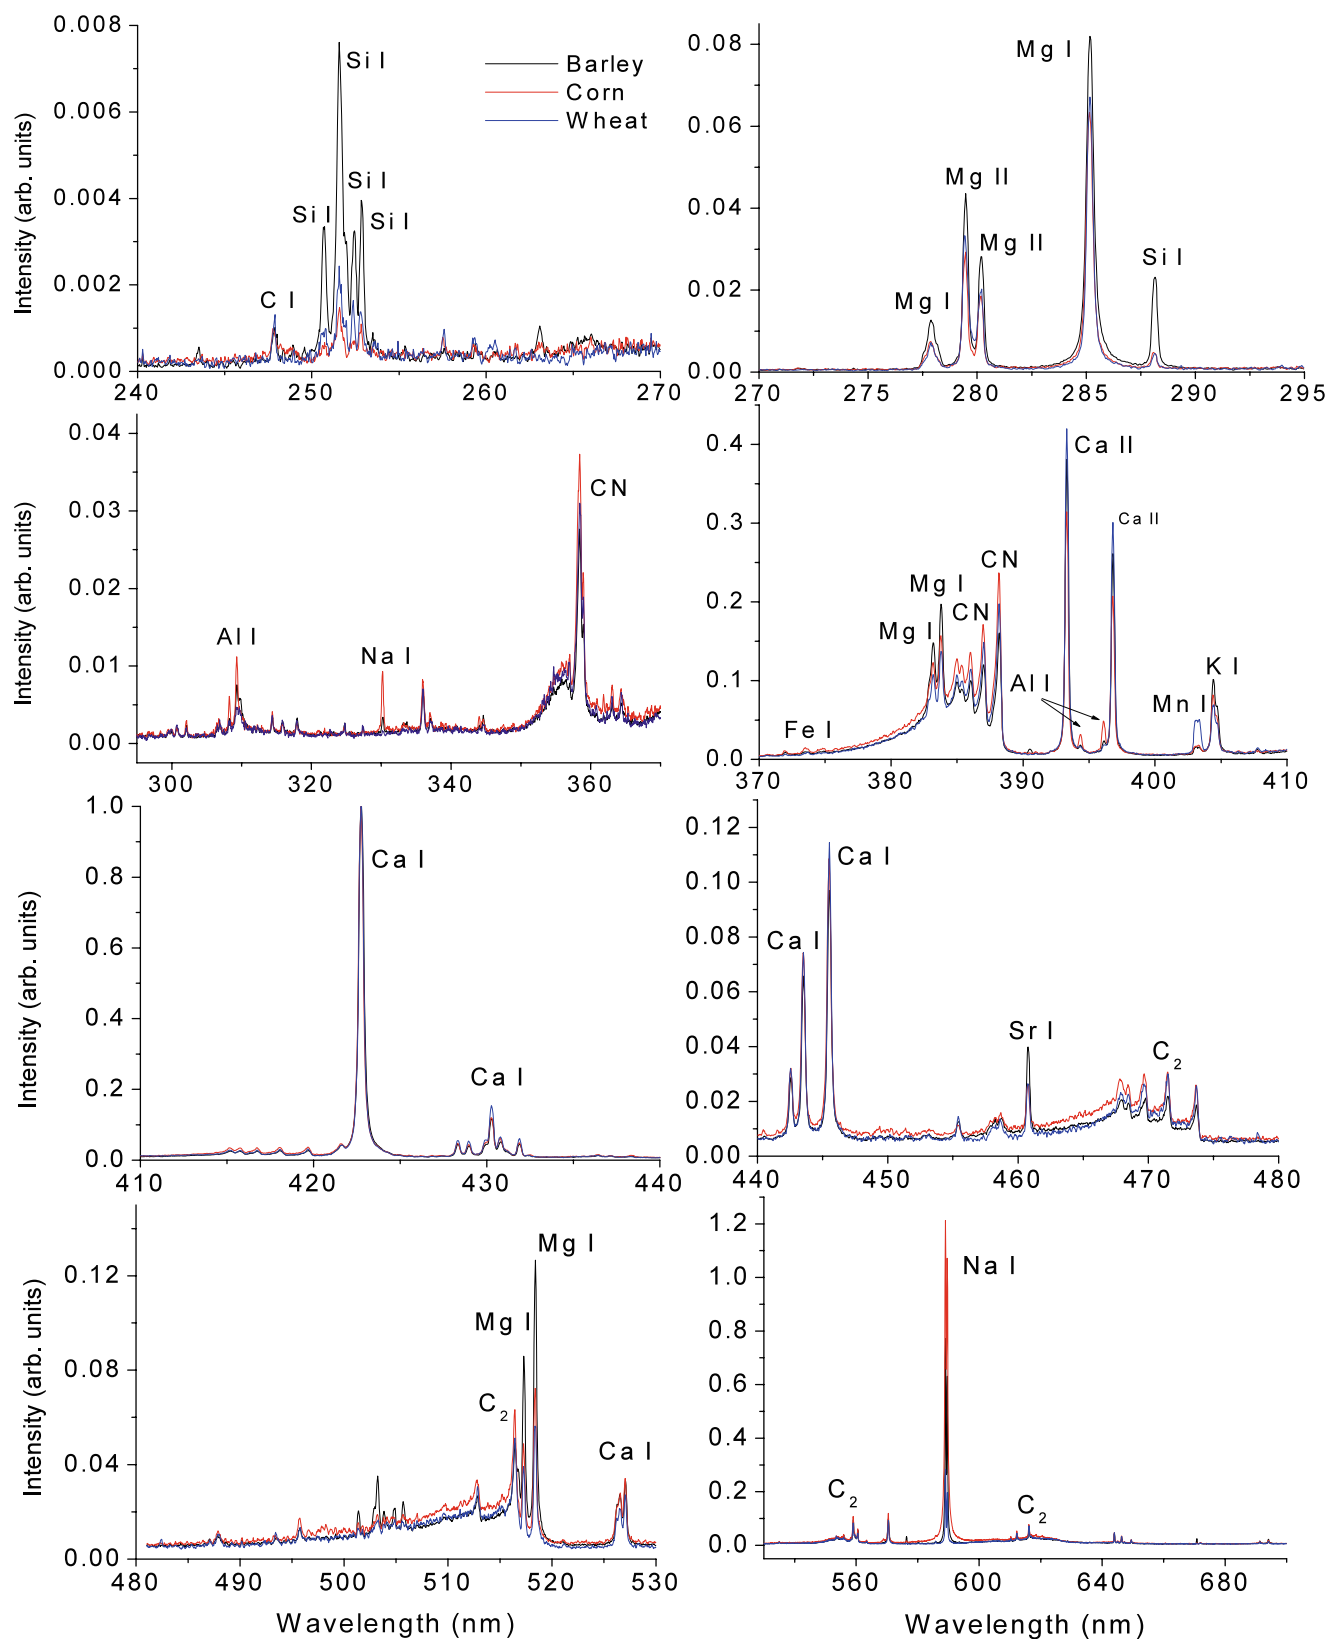 0.008
0.006
0.004
0.002
0.000
Intensity (arb. units)
Si I
Si I
Si I
Si I
C I
Barley
Corn
Wheat
240 250 260 270
0.08
0.06
0.04
0.02
0.00
Mg I
Mg II
Mg II
Mg I
Si I
270 275 280 285 290 295
0.04
0.03
0.02
0.01
0.00
Intensity (arb. units)
CN
Al I
Na I
300 320 340 360
0.4
0.3
0.2
0.1
0.0
Ca II
Ca II
CN
Mg I
CN
Mg I
Al I
K I
Mn I
Fe I
370 380 390 400 410
1.0
0.8
0.6
0.4
0.2
0.0
Intensity (arb. units)
Ca I
Ca I
410 420 430 440
0.12
0.10
0.08
0.06
0.04
0.02
0.00
Ca I
Ca I
Sr I
C2
440 450 460 470 480
0.12
0.08
0.04
0.00
Intensity (arb. units)
Mg I
Mg I
C2
Ca I
480 490 500 510 520 530
Wavelength (nm)
1.2
1.0
0.8
0.6
0.4
0.2
0.0
Na I
C2
C2
560 600 640 680
Wavelength (nm)